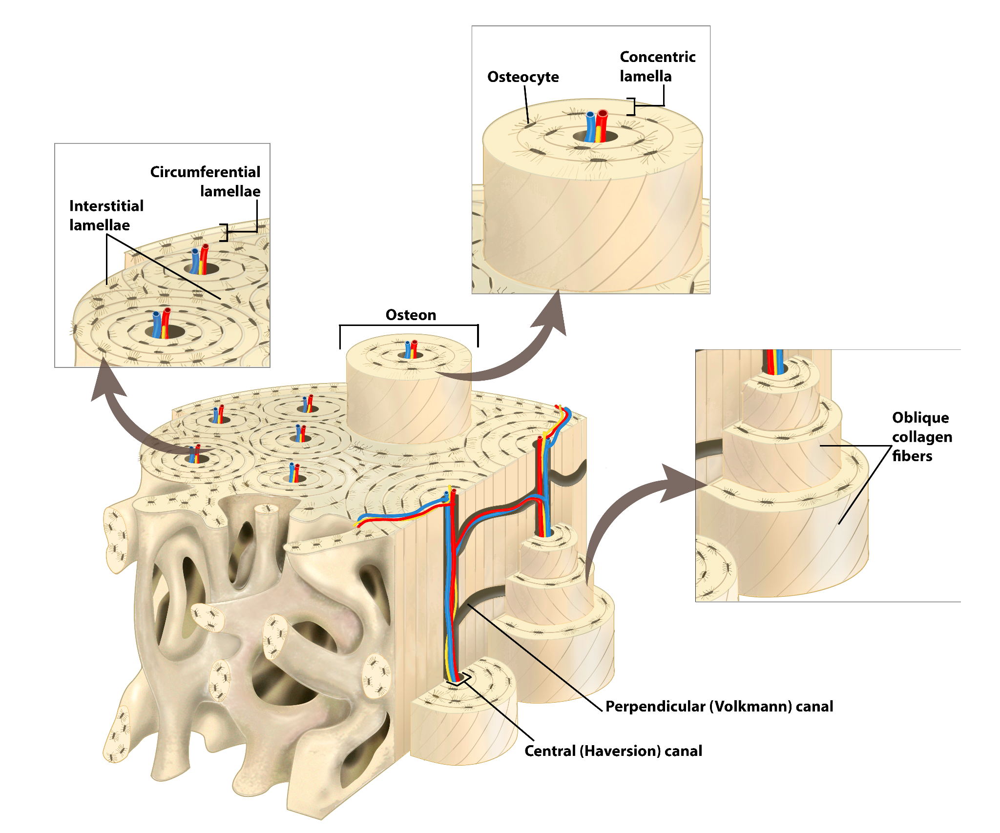 Concentric
lamella
Osteocyte
Circumferential
lamellae
Interstitial
lamellae
Osteon
Oblique
collagen
fibers
Perpendicular (Volkmann) canal
Central (Haversion) canal